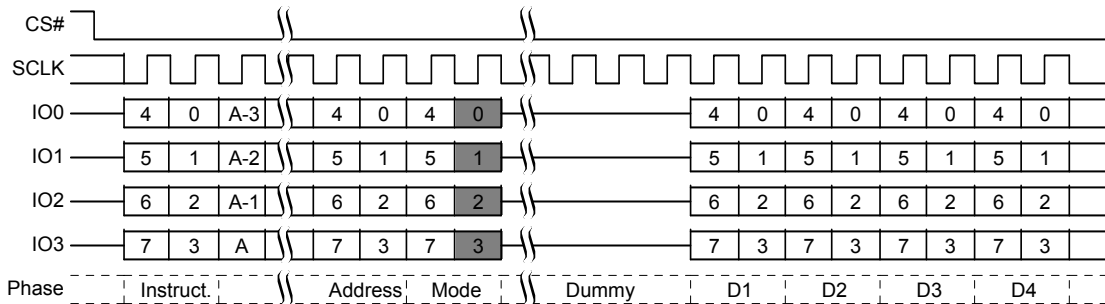 CS#
SCLK
IO0 4 0 A-3 4 0 4 0 4 0 4 0 4 0 4 0
IO1 5 1 A-2 5 1 5 1 5 1 5 1 5 1 5 1
IO2 6 2 A-1 6 2 6 2 6 2 6 2 6 2 6 2
IO3 7 3 A 7 3 7 3 7 3 7 3 7 3 7 3
Phase Instruct. Address Mode Dummy D1 D2 D3 D4